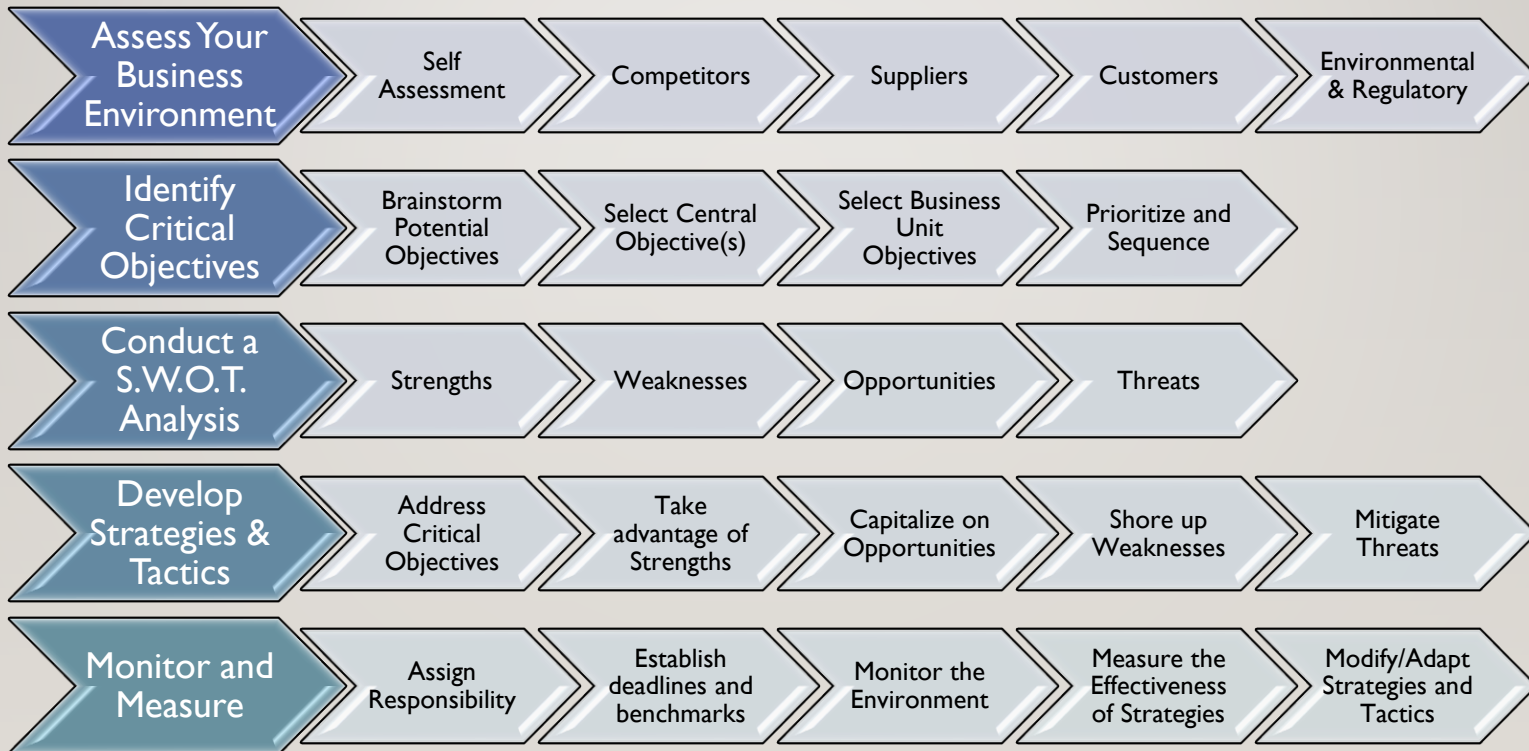 Assess Your
Business
Environment
Self
Assessment
Competitors
Suppliers
Customers
Environmental
& Regulatory
Identify
Critical
Objectives
Brainstorm
Potential
Objectives
Select Central
Objective(s)
Select Business
Unit
Objectives
Prioritize and
Sequence
Conduct a
S.W.O.T.
Analysis
Strengths
Weaknesses
Opportunities
Threats
Develop
Strategies &
Tactics
Address
Critical
Objectives
Take
advantage of
Strengths
Capitalize on
Opportunities
Shore up
Weaknesses
Mitigate
Threats
Monitor and
Measure
Assign
Responsibility
Establish
deadlines and
benchmarks
Monitor the
Environment
Measure the
Effectiveness
of Strategies
Modify/Adapt
Strategies and
Tactics